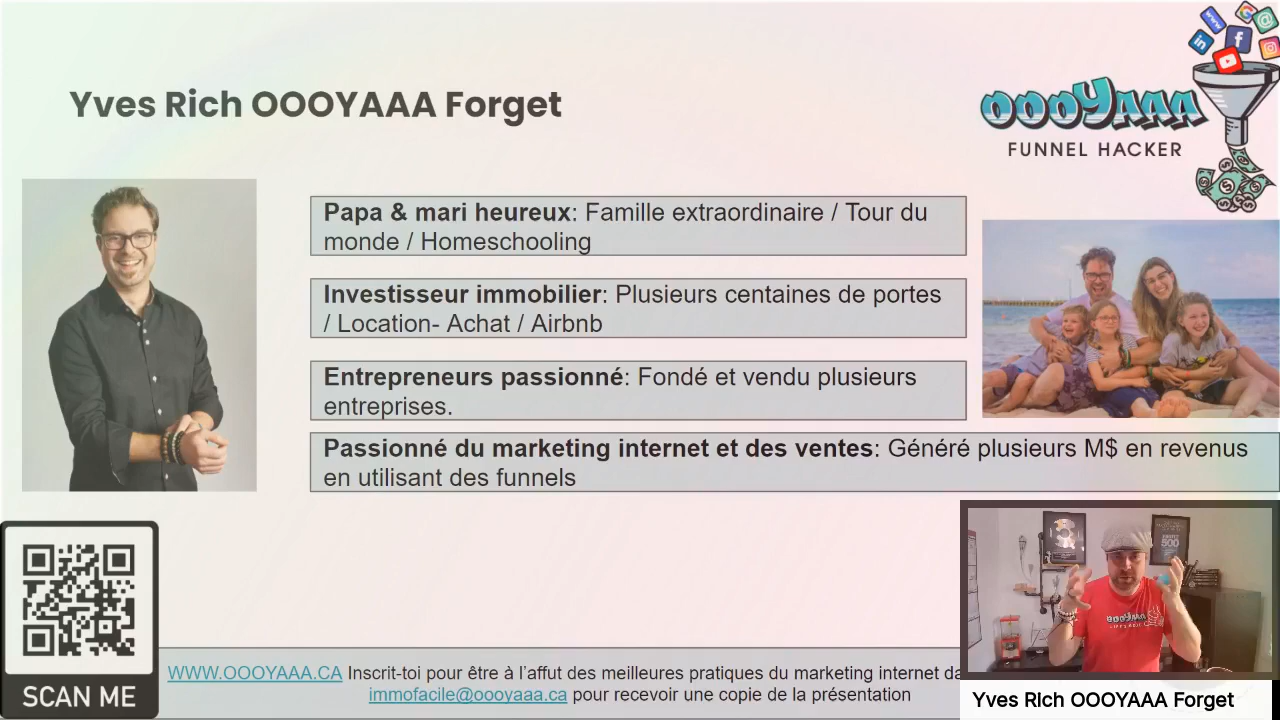 Yves Rich OOOYAAA Forget
OOOYAAA
FUNNEL HACKER
Papa & mari heureux: Famille extraordinaire / Tour du
monde / Homeschooling
Investisseur immobilier: Plusieurs centaines de portes
/ Location- Achat / Airbnb
Entrepreneurs passionné: Fondé et vendu plusieurs
entreprises.
Passionné du marketing internet et des ventes: Généré plusieurs M$ en revenus
en utilisant des funnels
SCAN ME
WWW.OOOYAAA.CA Inscrit-toi pour être à l'affut des meilleures pratiques du marketing internet da
immofacile@oooyaaa.ca pour recevoir une copie de la présentation
500
Yves RIch OOOYAAA Forget